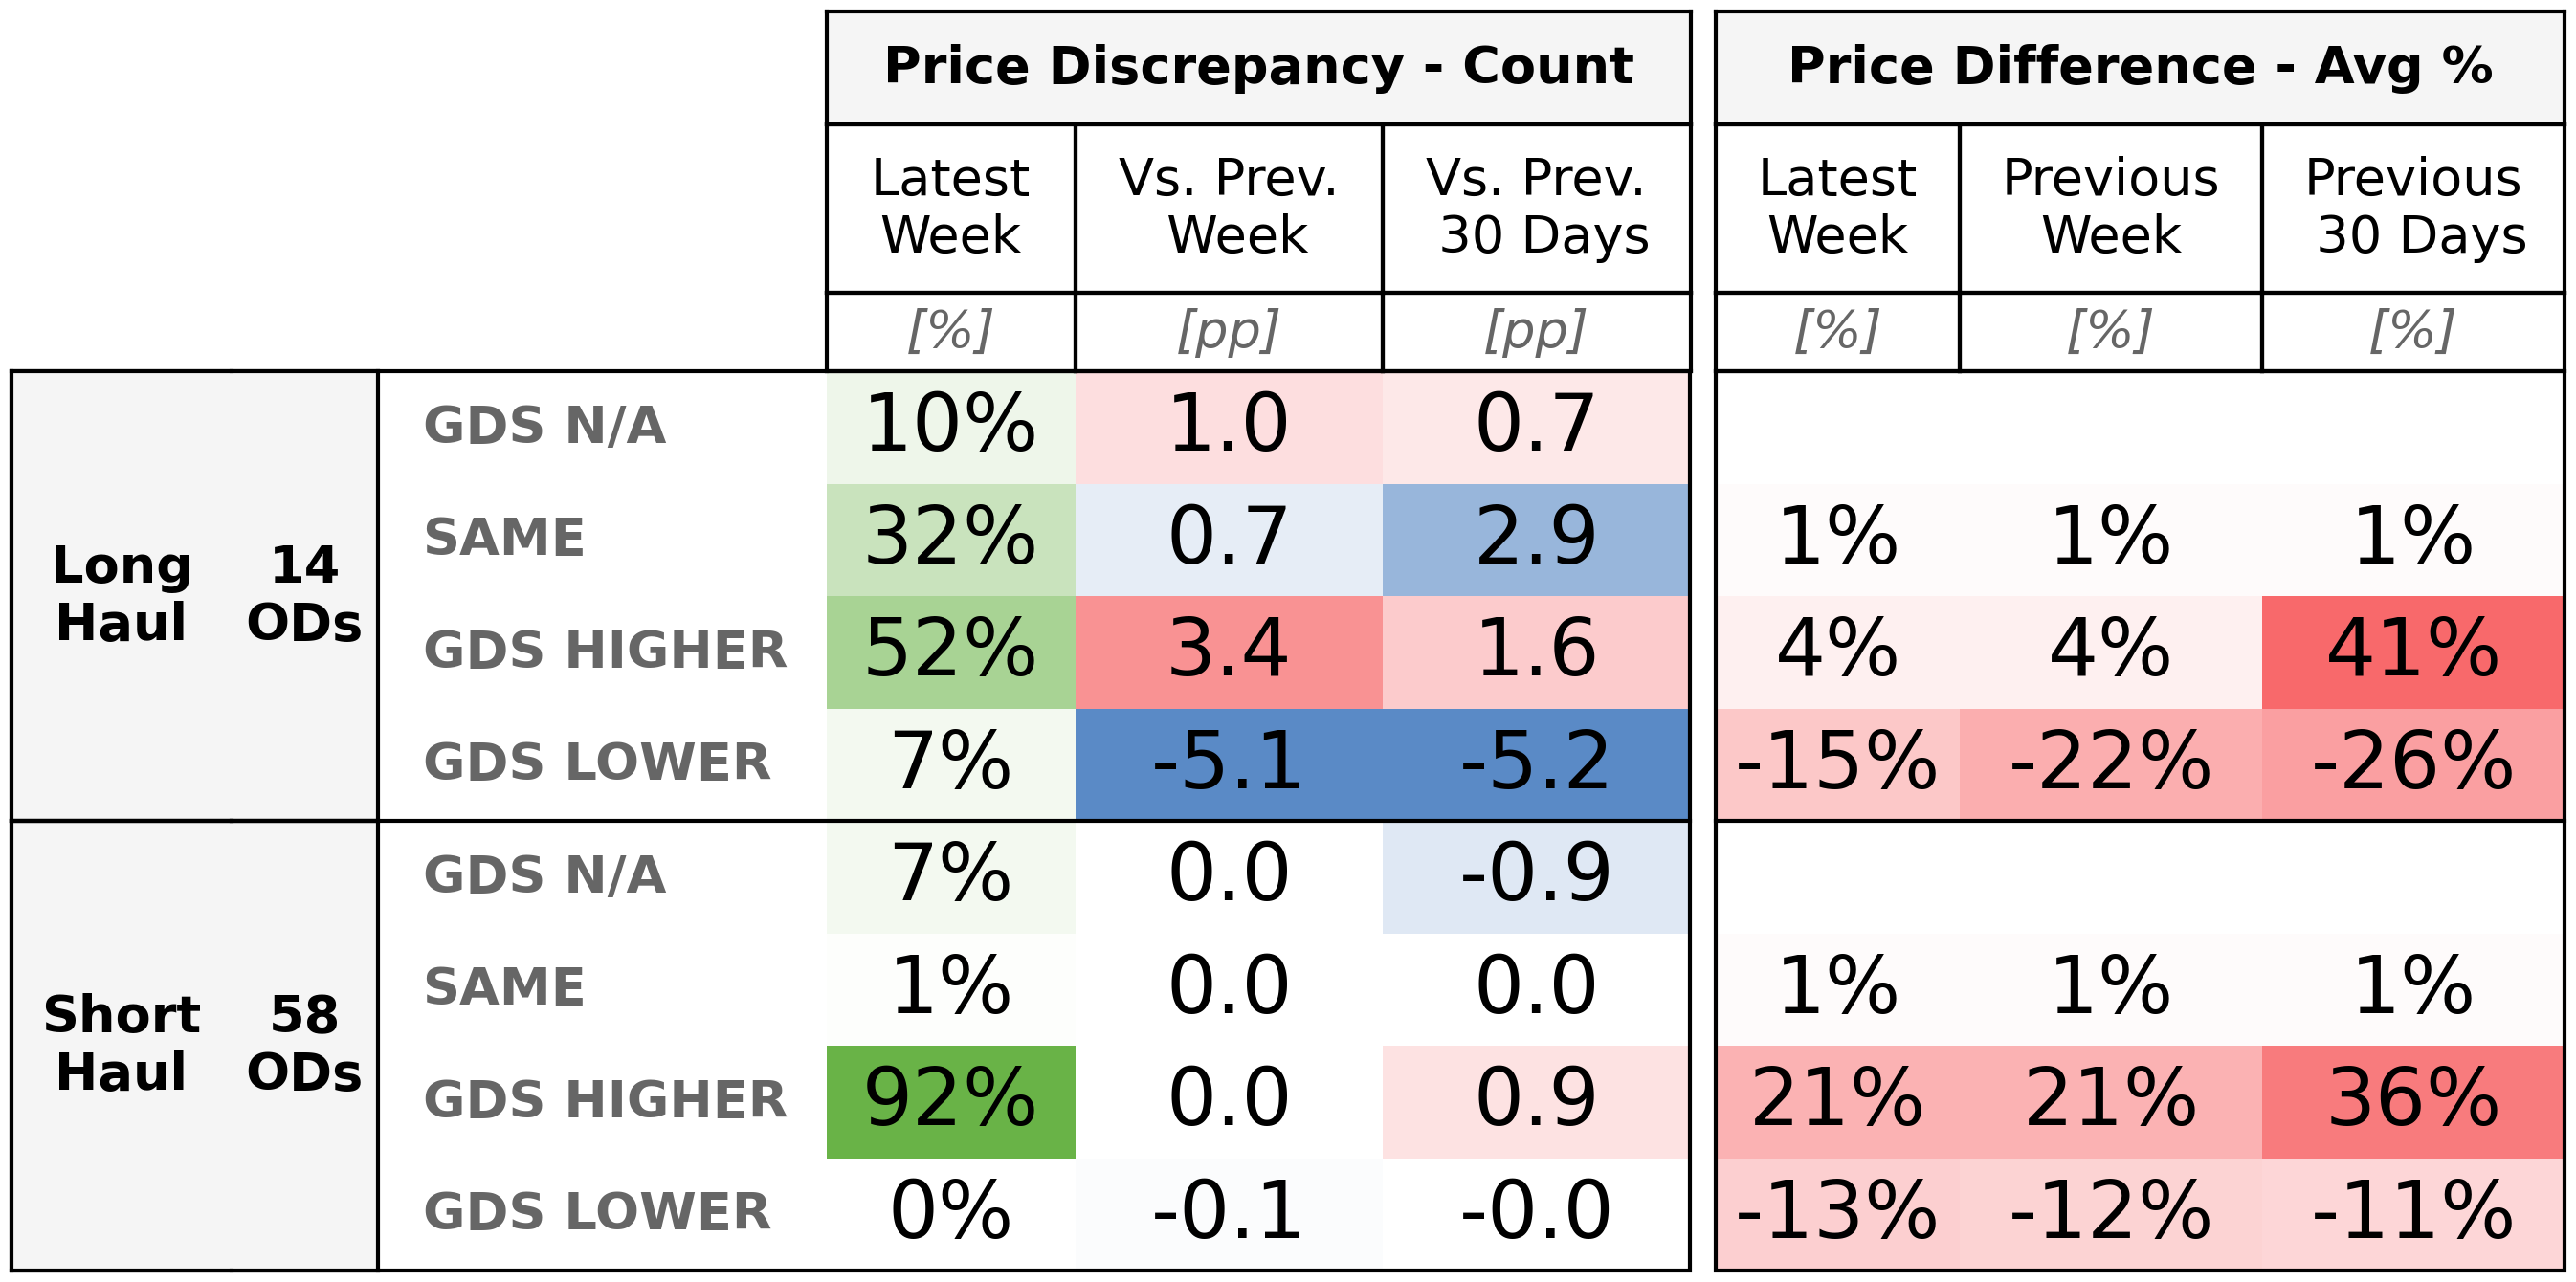 Price Discrepancy - Count Price Difference - Avg %
Latest Week Vs. Prev. Week Vs. Prev. 30 Days Latest Week Previous Week Previous 30 Days
[%] [pp] [pp] [%] [%] [%]
Long Haul 14 ODs
GDS N/A 10% 1.0 0.7
SAME 32% 0.7 2.9 1% 1% 1%
GDS HIGHER 52% 3.4 1.6 4% 4% 41%
GDS LOWER 7% -5.1 -5.2 -15% -22% -26%
Short Haul 58 ODs
GDS N/A 7% 0.0 -0.9
SAME 1% 0.0 0.0 1% 1% 1%
GDS HIGHER 92% 0.0 0.9 21% 21% 36%
GDS LOWER 0% -0.1 -0.0 -13% -12% -11%